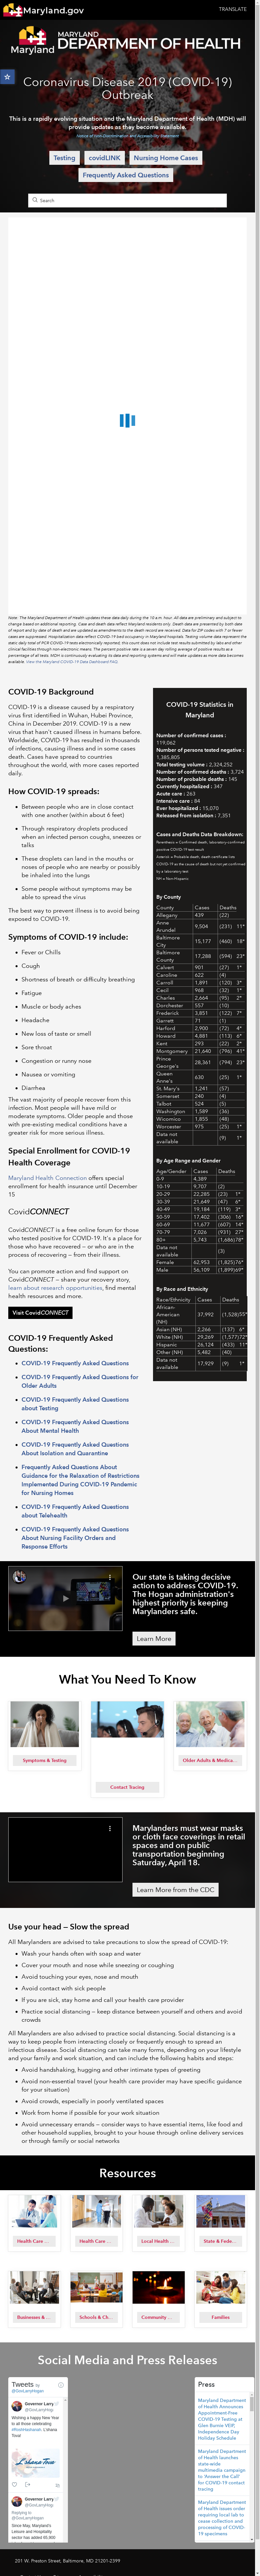 Maryland.gov
TRANSLATE
MARYLAND
DEPARTMENT OF HEALTH
Maryland
Coronavirus Disease 2019 (COVID-19)
Outbreak
This is a rapidly evolving situation and the Maryland Department of Health (MDH) will
provide updates as they become available.
Notice of Non-Discrimination and Accessibility Statement
Testing
covidLINK
Nursing Home Cases
Frequently Asked Questions
Search
View the Maryland COVID-19 Data Dashboard FAQ.
COVID-19 Background
COVID-19 is a disease caused by a respiratory
virus first identified in Wuhan, Hubei Province,
China in December 2019. COVID-19 is a new
virus that hasn't caused illness in humans before.
Worldwide, COVID-19 has resulted in thousands
of infections, causing illness and in some cases
death. Cases have spread to countries
throughout the world, with more cases reported
daily.
How COVID-19 spreads:
Between people who are in close contact
with one another (within about 6 feet)
Through respiratory droplets produced
when an infected person coughs, sneezes or
talks
These droplets can land in the mouths or
noses of people who are nearby or possibly
be inhaled into the lungs
Some people without symptoms may be
able to spread the virus
The best way to prevent illness is to avoid being
exposed to COVID-19.
Symptoms of COVID-19 include:
Fever or Chills
Cough
Shortness of breath or difficulty breathing
Fatigue
Muscle or body aches
Headache
New loss of taste or smell
Sore throat
Congestion or runny nose
Nausea or vomiting
Diarrhea
The majority of people recover from this
infection. Most people will have mild or
moderate symptoms. Older people and those
with pre-existing medical conditions are at
greater risk for more serious illness.
Special Enrollment for COVID-19
Health Coverage
Maryland Health Connection offers special
enrollment for health insurance until December
15
CovidCONNECT
CovidCONNECT is a free online forum for those
who tested positive for COVID-19. It's a place for
those who have recovered — or who are in the
process of recovering — from their illness.
You can get more action and find support on
CovidCONNECT — share your recovery story,
learn about research opportunities, find mental
health resources and more.
Visit CovidCONNECT
COVID-19 Frequently Asked
Questions:
COVID-19 Frequently Asked Questions
COVID-19 Frequently Asked Questions for
Older Adults
COVID-19 Frequently Asked Questions
about Testing
COVID-19 Frequently Asked Questions
About Mental Health
COVID-19 Frequently Asked Questions
About Isolation and Quarantine
Frequently Asked Questions About
Guidance for the Relaxation of Restrictions
Implemented During COVID-19 Pandemic
for Nursing Homes
COVID-19 Frequently Asked Questions
about Telehealth
COVID-19 Frequently Asked Questions
About Nursing Facility Orders and
Response Efforts
COVID-19 Statistics in
Maryland
Number of confirmed cases :
119,062
Number of persons tested negative :
1,385,805
Total testing volume : 2,324,252
Number of confirmed deaths : 3,724
Number of probable deaths : 145
Currently hospitalized : 347
Acute care : 263
Intensive care : 84
Ever hospitalized : 15,070
Released from isolation : 7,351
Cases and Deaths Data Breakdown:
NH = Non-Hispanic
By County
County Cases Deaths
Allegany 439 (22)
Anne Arundel 9,504 (231) 11*
Baltimore City 15,177 (460) 18*
Baltimore County 17,288 (594) 23*
Calvert 901 (27) 1*
Caroline 622 (4)
Carroll 1,891 (120) 3*
Cecil 968 (32) 1*
Charles 2,664 (95) 2*
Dorchester 557 (10)
Frederick 3,851 (122) 7*
Garrett 71 (1)
Harford 2,900 (72) 4*
Howard 4,881 (113) 6*
Kent 293 (22) 2*
Montgomery 21,640 (796) 41*
Prince George's 28,361 (794) 23*
Queen Anne's 630 (25) 1*
St. Mary's 1,241 (57)
Somerset 240 (4)
Talbot 524 (5)
Washington 1,589 (36)
Wicomico 1,855 (48)
Worcester 975 (25) 1*
Data not available (9) 1*
By Age Range and Gender
Age/Gender Cases Deaths
0-9 4,389
10-19 9,707 (2)
20-29 22,285 (23) 1*
30-39 21,649 (47) 6*
40-49 19,184 (119) 3*
50-59 17,402 (306) 16*
60-69 11,677 (607) 14*
70-79 7,026 (931) 27*
80+ 5,743 (1,686)78*
Data not available (3)
Female 62,953 (1,825)76*
Male 56,109 (1,899)69*
By Race and Ethnicity
Race/Ethnicity Cases Deaths
African-American (NH) 37,992 (1,528)55*
Asian (NH) 2,266 (137) 6*
White (NH) 29,269 (1,577)72*
Hispanic 26,124 (433) 11*
Other (NH) 5,482 (40)
Data not available 17,929 (9) 1*
Our state is taking decisive
action to address COVID-19.
The Hogan administration's
highest priority is keeping
Marylanders safe.
Learn More
What You Need To Know
Symptoms & Testing
Contact Tracing
Older Adults & Medica...
Marylanders must wear masks
or cloth face coverings in retail
spaces and on public
transportation beginning
Saturday, April 18.
Learn More from the CDC
Use your head – Slow the spread
All Marylanders are advised to take precautions to slow the spread of COVID-19:
Wash your hands often with soap and water
Cover your mouth and nose while sneezing or coughing
Avoid touching your eyes, nose and mouth
Avoid contact with sick people
If you are sick, stay home and call your health care provider
Practice social distancing — keep distance between yourself and others and avoid
crowds
All Marylanders are also advised to practice social distancing. Social distancing is a
way to keep people from interacting closely or frequently enough to spread an
infectious disease. Social distancing can take many forms, depending on your lifestyle
and your family and work situation, and can include the following habits and steps:
Avoid handshaking, hugging and other intimate types of greeting
Avoid non-essential travel (your health care provider may have specific guidance
for your situation)
Avoid crowds, especially in poorly ventilated spaces
Work from home if possible for your work situation
Avoid unnecessary errands — consider ways to have essential items, like food and
other household supplies, brought to your house through online delivery services
or through family or social networks
Resources
Health Care ...
Health Care ...
Local Health...
State & Fede...
Businesses & ...
Schools & Ch...
Community ...
Families
Social Media and Press Releases
Tweets by
@GovLarryHogan
Governor Larry
@GovLarryHog
Wishing a happy New Year
to all those celebrating
#RoshHashanah. L'shana
Tova!
Governor Larry
@GovLarryHog
Replying to
@GovLarryHogan
Since May, Maryland's
Leisure and Hospitality
sector has added 85,900
Press
Maryland Department
of Health Announces
Appointment-Free
COVID-19 Testing at
Glen Burnie VEIP,
Independence Day
Holiday Schedule
Maryland Department
of Health launches
state-wide
multimedia campaign
to 'Answer the Call'
for COVID-19 contact
tracing
Maryland Department
of Health issues order
requiring local lab to
cease collection and
processing of COVID-
19 specimens
201 W. Preston Street, Baltimore, MD 21201-2399